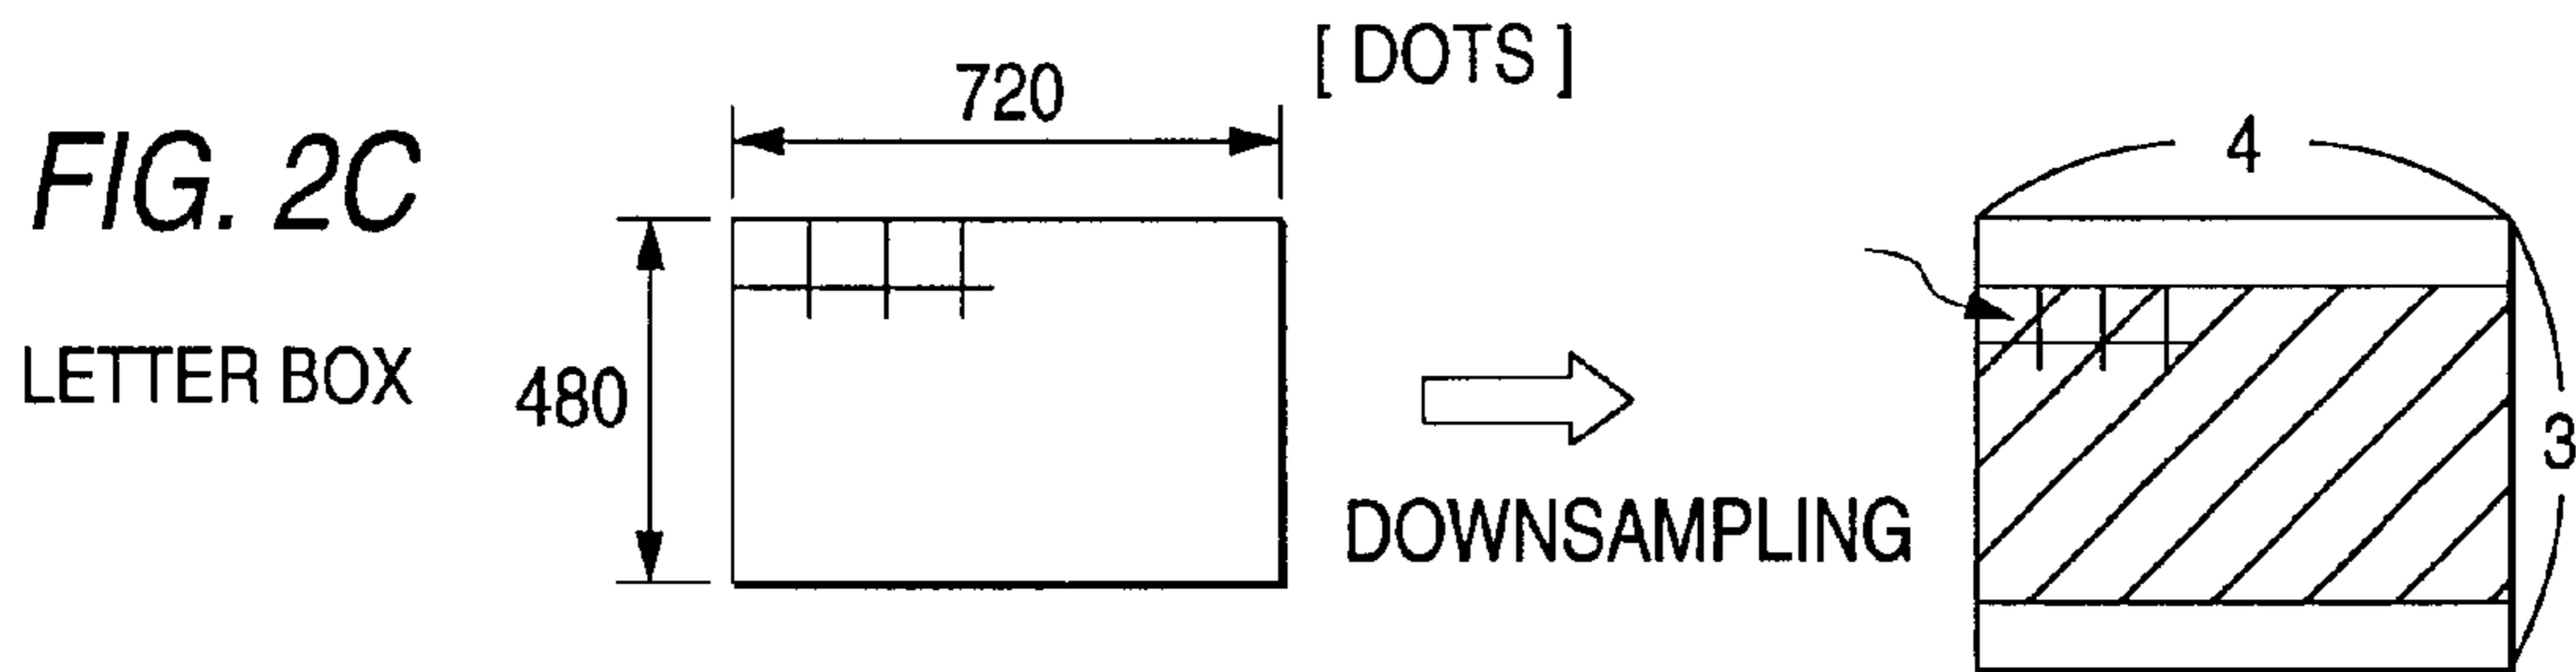 FIG. 2C
LETTER BOX
[ DOTS ]
720
480
DOWNSAMPLING
4
3